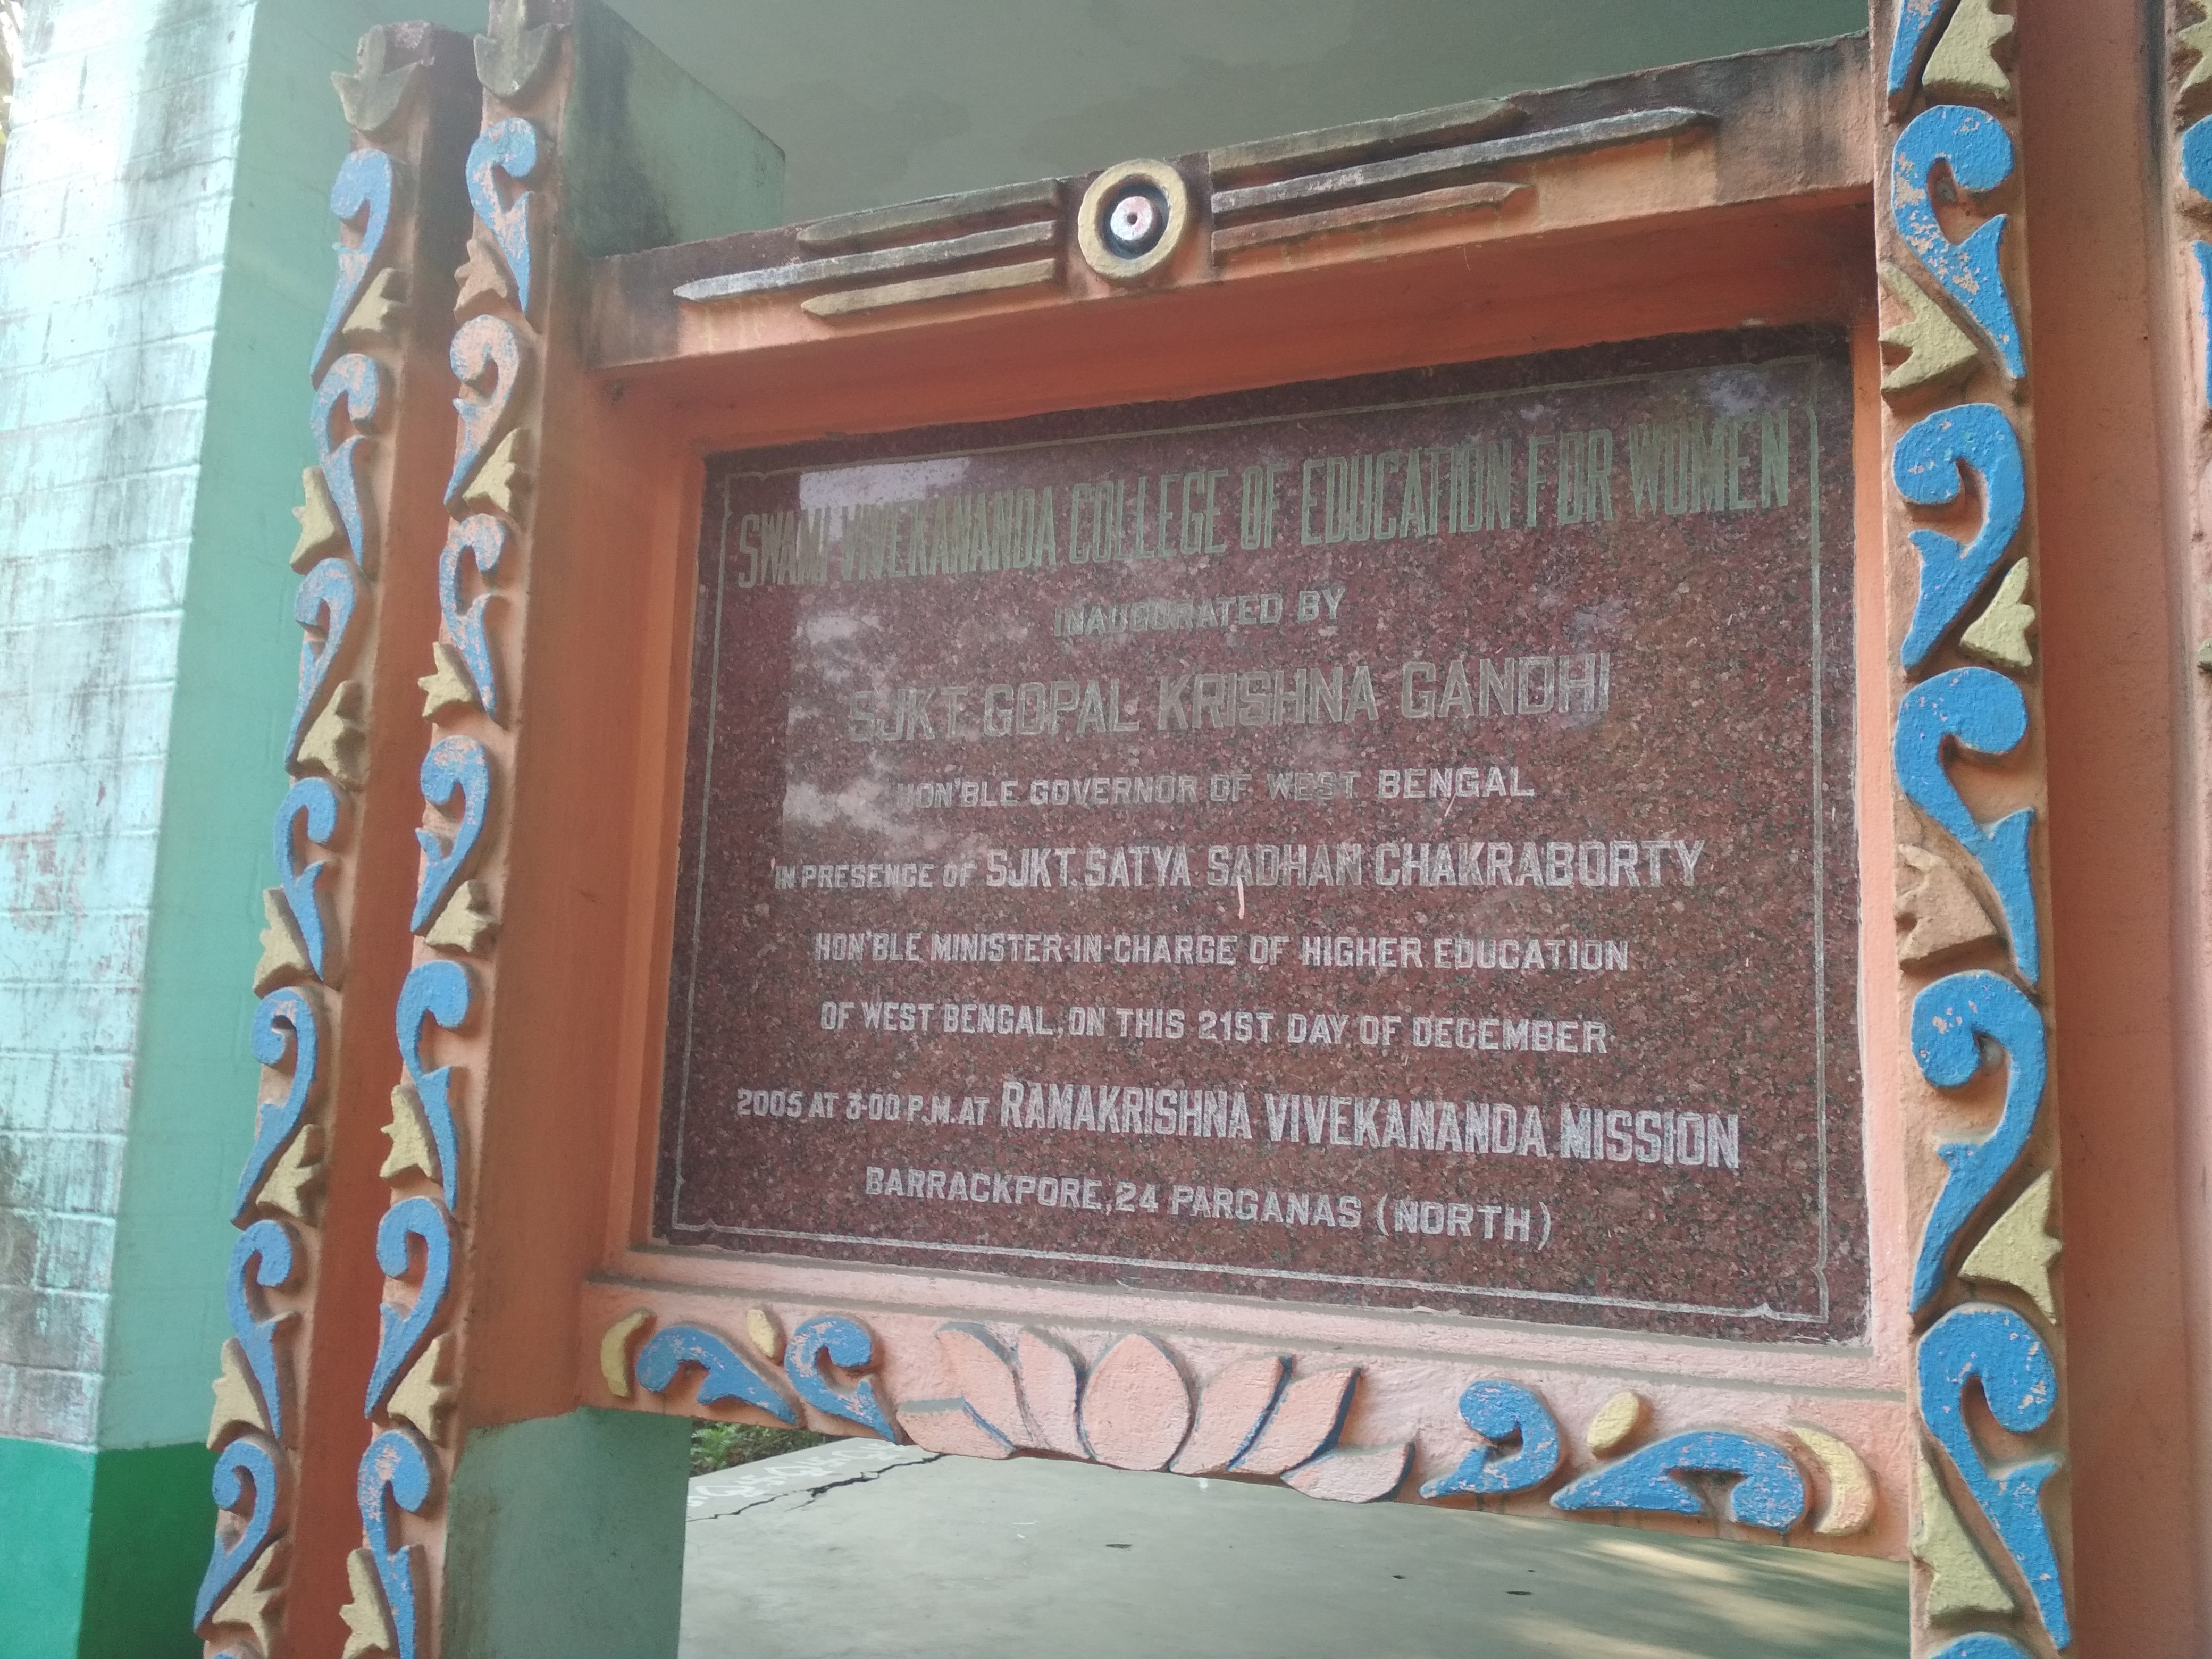 SWAMI VIVEKANANDA COLLEGE OF EDUCATION FOR WOMEN
INAUGURATED BY
SJKT. GOPAL KRISHNA GANDHI
HON'BLE GOVERNOR OF WEST BENGAL
IN PRESENCE OF SJKT. SATYA SADHAN CHAKRABORTY
HON'BLE MINISTER-IN-CHARGE OF HIGHER EDUCATION
OF WEST BENGAL, ON THIS 21ST DAY OF DECEMBER
2005 AT 3-00 P.M. AT RAMAKRISHNA VIVEKANANDA MISSION
BARRACKPORE, 24 PARGANAS (NORTH)